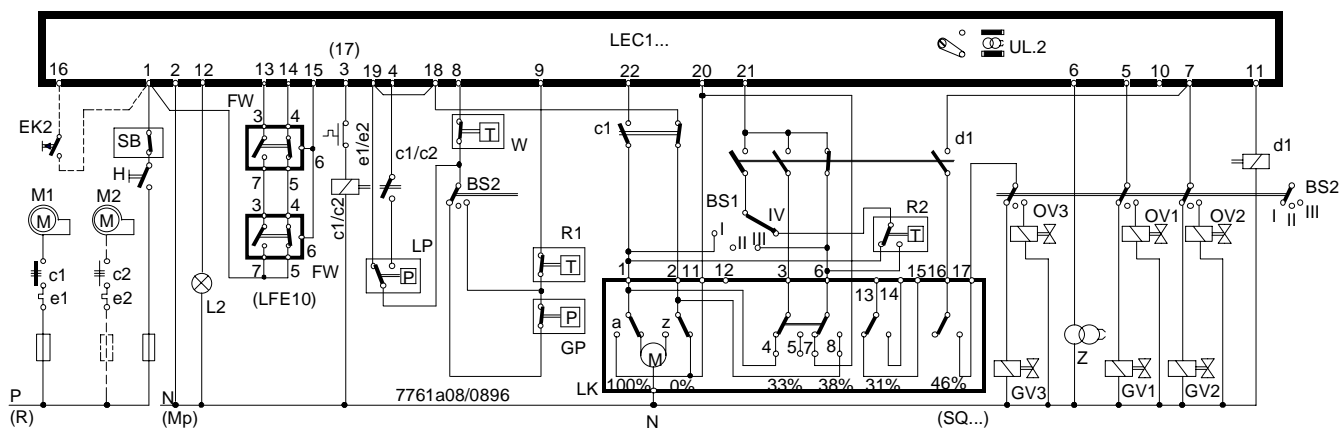 LEC1...
UL.2
(17)
16 1 2 12 13 14 15 3 19 4 18 8 9 22 20 21 6 5 10 7 11
FW
3 4
EK2
SB
6
e1/e2
c1/c2
T
W
c1
d1
d1
H
7 5
M1 M2
M M
3 4
c1/c2
BS2
BS1
IV
I
II
III
R2
T
OV3
OV1
OV2
BS2
I
II
III
6
LP
P
R1
T
c1 c2
e1 e2
7 5
FW
(LFE10)
L2
GP
P
1 2 11 12 3 6 15 16 17
13 14
a z
M
4 5 7 8
Z
LK
100% 0% 33% 38% 31% 46%
GV3
GV1
GV2
P
(R)
N
(Mp)
7761a08/0896
N
(SQ...)